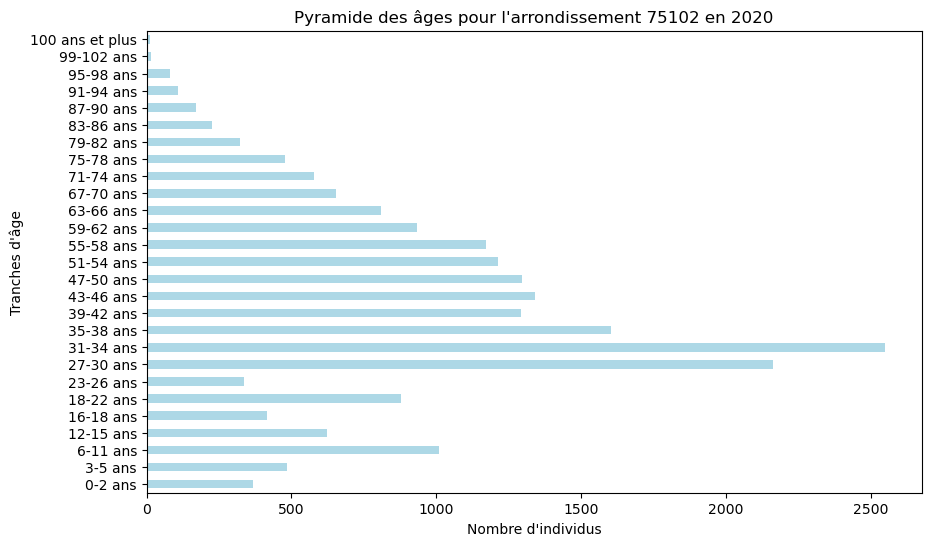 Pyramide des âges pour l'arrondissement 75102 en 2020
100 ans et plus
99-102 ans
95-98 ans
91-94 ans
87-90 ans
83-86 ans
79-82 ans
75-78 ans
71-74 ans
67-70 ans
63-66 ans
59-62 ans
55-58 ans
51-54 ans
47-50 ans
43-46 ans
39-42 ans
35-38 ans
31-34 ans
27-30 ans
23-26 ans
18-22 ans
16-18 ans
12-15 ans
6-11 ans
3-5 ans
0-2 ans
Tranches d'âge
0 500 1000 1500 2000 2500
Nombre d'individus